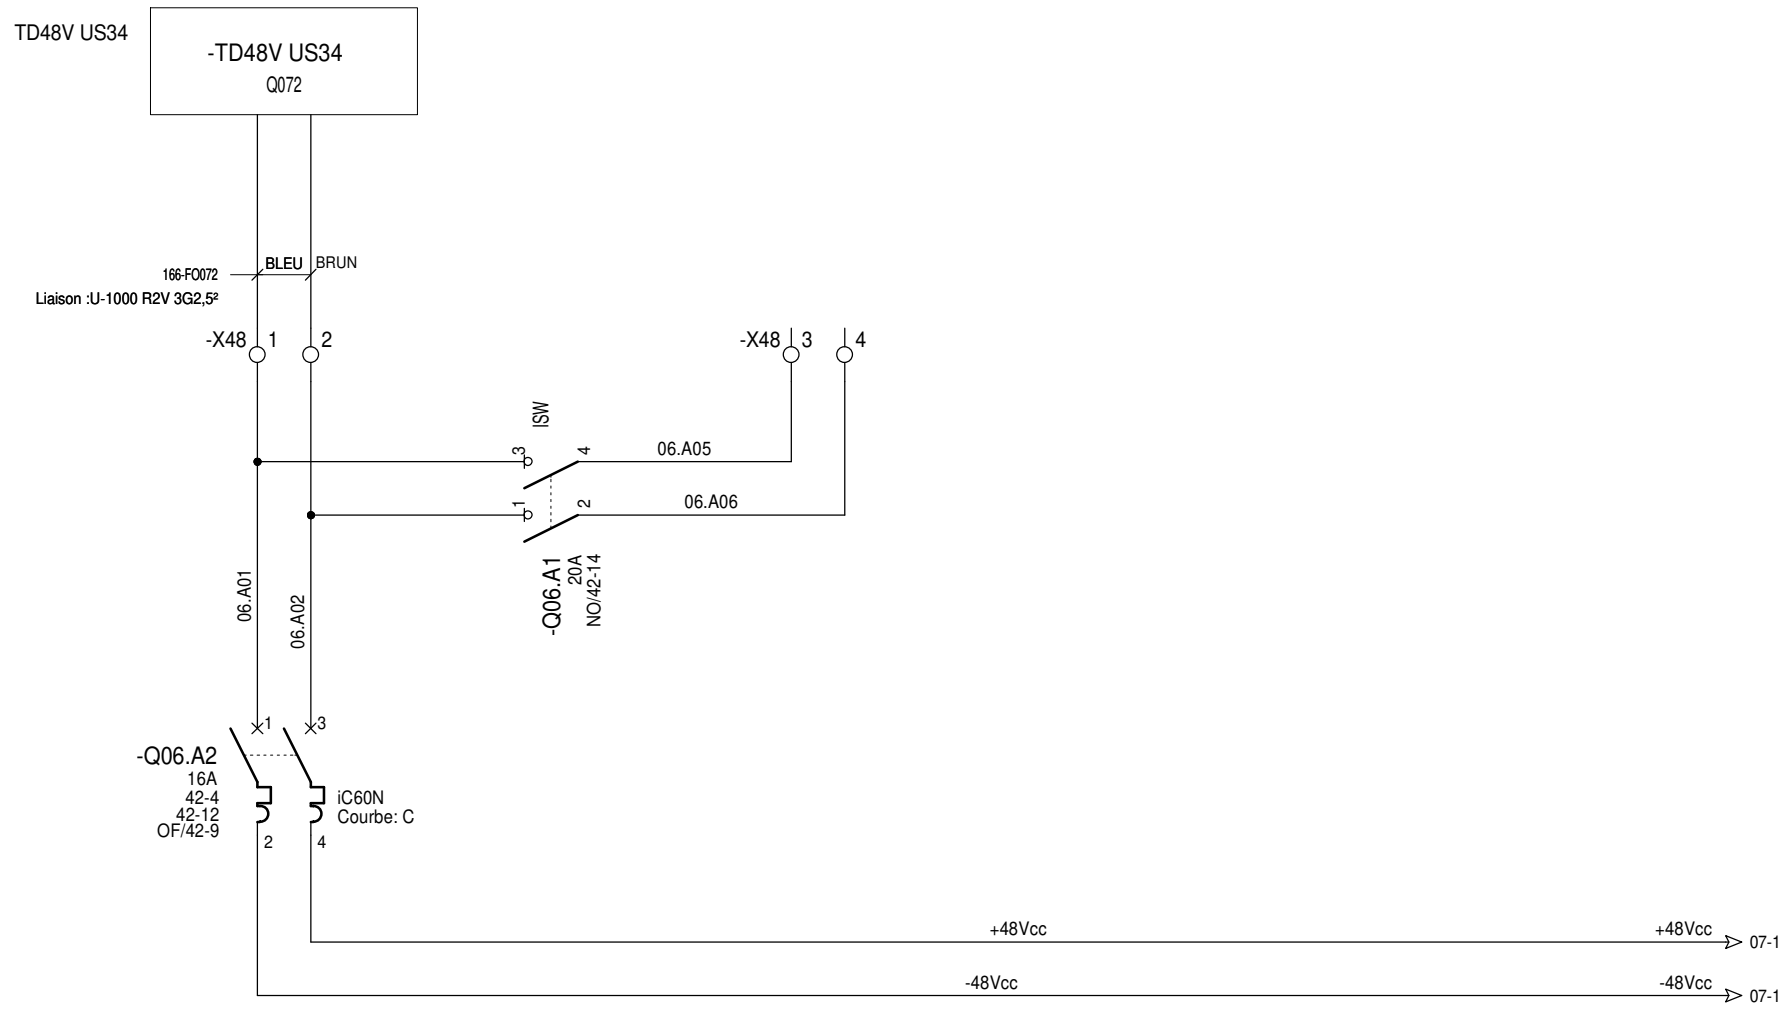 TD48V US34
-TD48V US34
Q072
BLEU
BRUN
166-FO072
Liaison :U-1000 R2V 3G2,5²
-X48
1
2
-X48
3
4
ISW
3
4
06.A05
1
2
06.A06
-Q06.A1
20A
NO/42-14
06.A01
06.A02
1
3
-Q06.A2
16A
42-4
42-12
OF/42-9
iC60N
Courbe: C
2
4
+48Vcc
+48Vcc
07-1
-48Vcc
-48Vcc
07-1